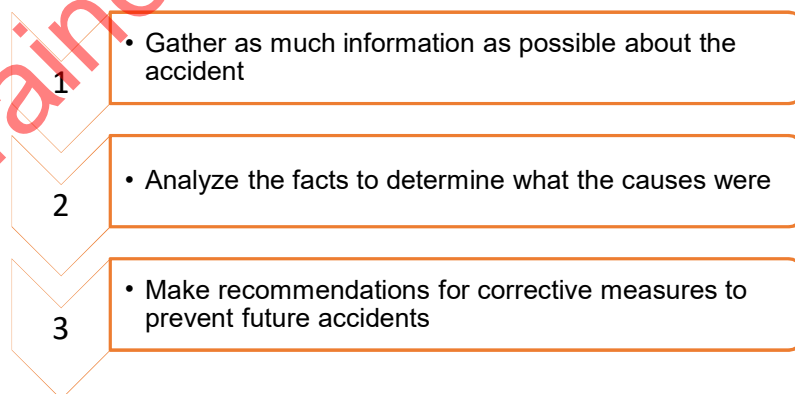 1
• Gather as much information as possible about the
accident
2
• Analyze the facts to determine what the causes were
3
• Make recommendations for corrective measures to
prevent future accidents